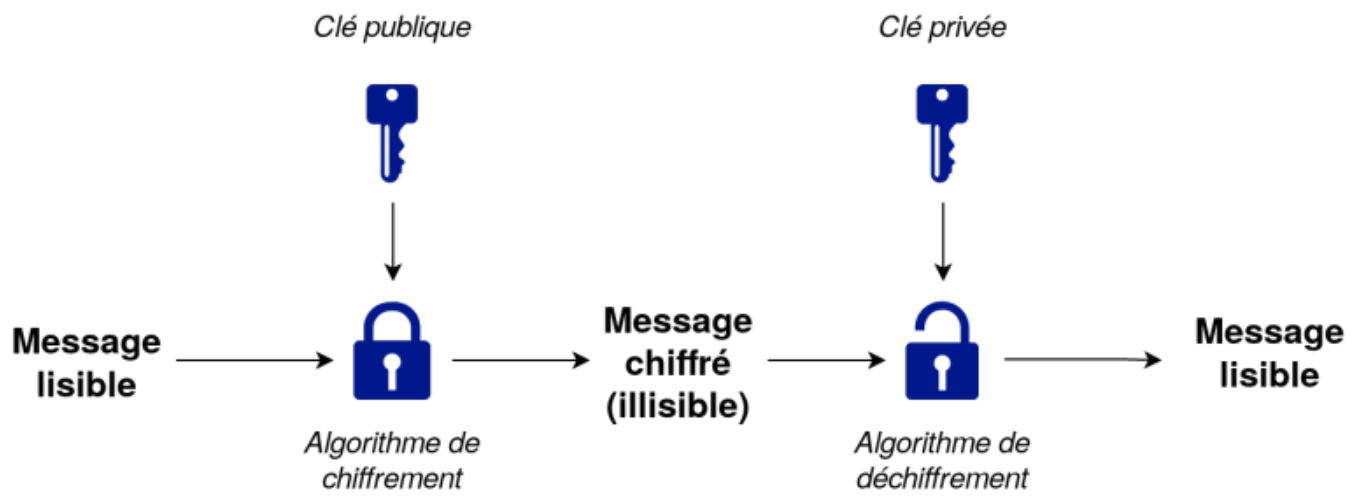 Clé publique
Clé privée
Message
lisible
Message
chiffré
(illisible)
Message
lisible
Algorithme de
chiffrement
Algorithme de
déchiffrement